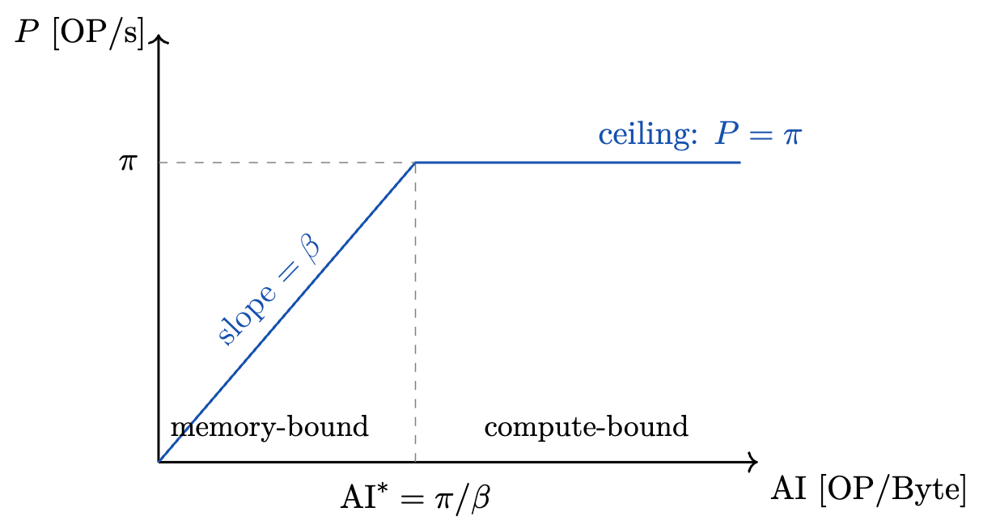 P [OP/s]
ceiling: P = π
π
slope = β
memory-bound
compute-bound
AI* = π/β
AI [OP/Byte]